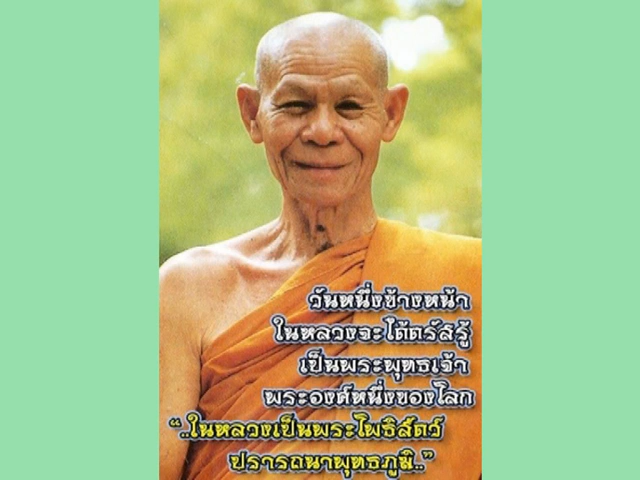 วันหนึ่งข้างหน้า
ในหลวงจะได้ตรัสรู้
เป็นพระพุทธเจ้า
พระองค์หนึ่งของโลก
"..ในหลวงเป็นพระโพธิสัตว์
ปรารถนาพุทธภูมิ.."